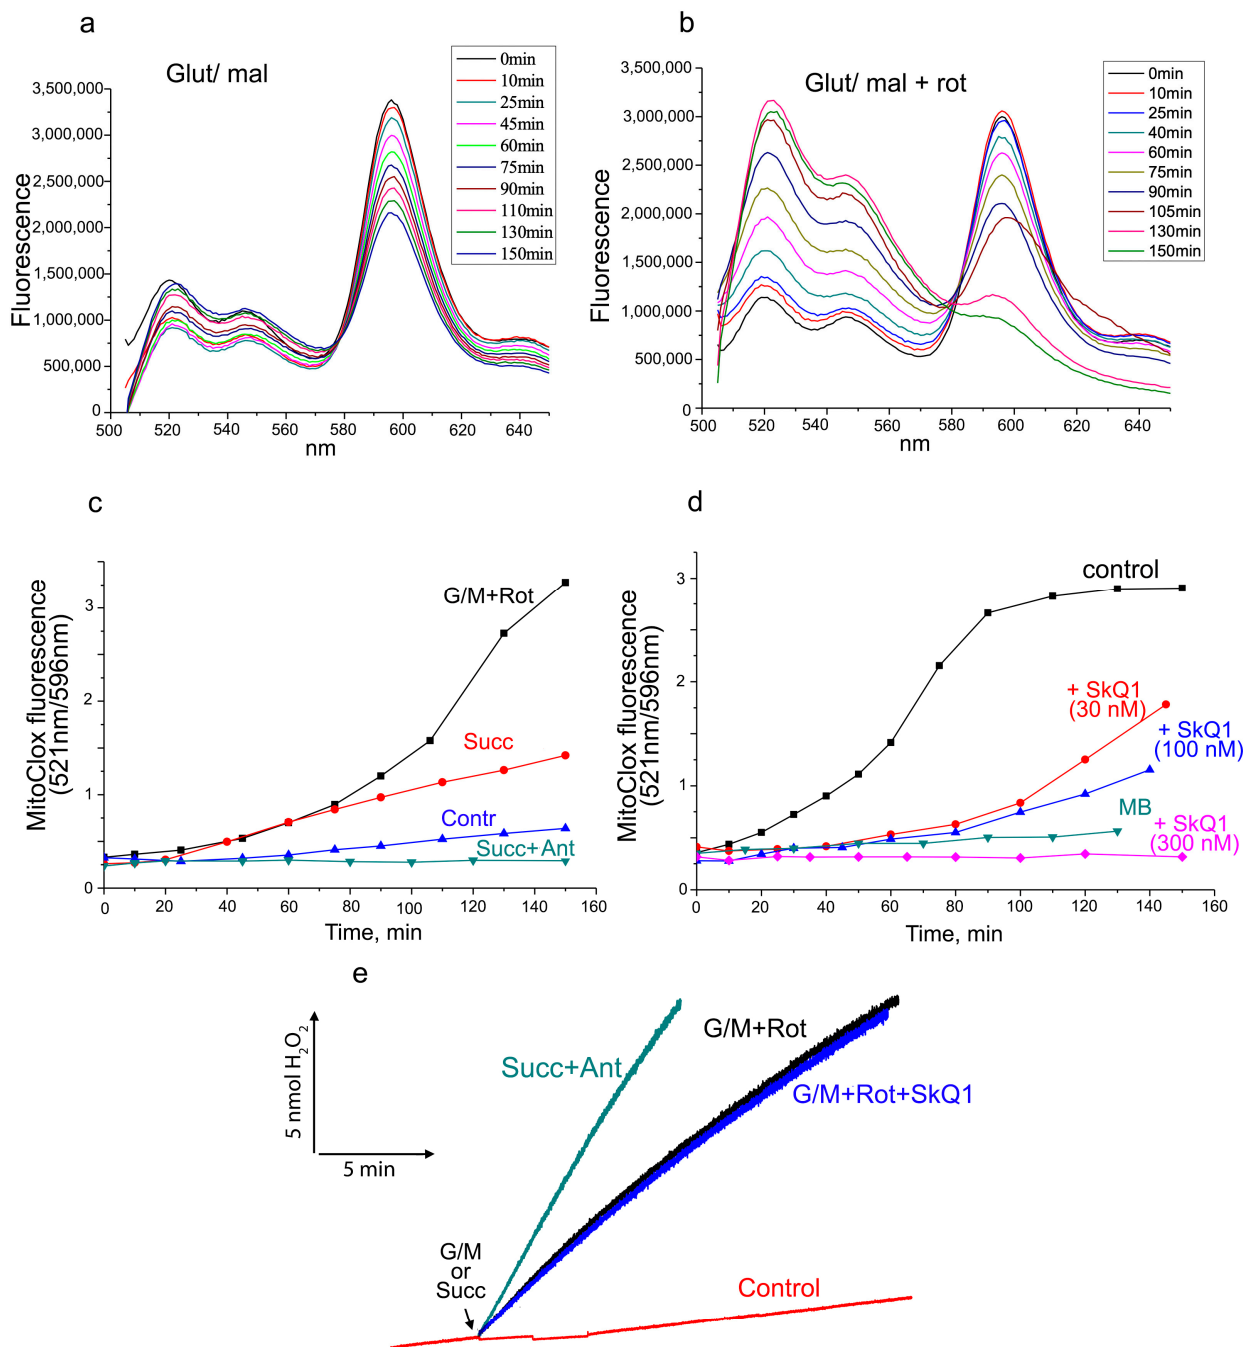 a
Glut/ mal
0min
10min
25min
45min
60min
75min
90min
110min
130min
150min
3,500,000
3,000,000
2,500,000
2,000,000
1,500,000
1,000,000
500,000
0
Fluorescence
500 520 540 560 580 600 620 640
nm
b
Glut/ mal + rot
0min
10min
25min
40min
60min
75min
90min
105min
130min
150min
3,500,000
3,000,000
2,500,000
2,000,000
1,500,000
1,000,000
500,000
0
Fluorescence
500 520 540 560 580 600 620 640
nm
c
MitoClox fluorescence
(521nm/596nm)
3
2
1
0
G/M+Rot
Succ
Contr
Succ+Ant
0 20 40 60 80 100 120 140 160
Time, min
d
MitoClox fluorescence
(521nm/596nm)
3
2
1
0
control
+ SkQ1
(30 nM)
+ SkQ1
(100 nM)
MB
+ SkQ1
(300 nM)
0 20 40 60 80 100 120 140 160
Time, min
e
5 nmol H₂O₂
5 min
Succ+Ant
G/M+Rot
G/M+Rot+SkQ1
G/M
or
Succ
Control